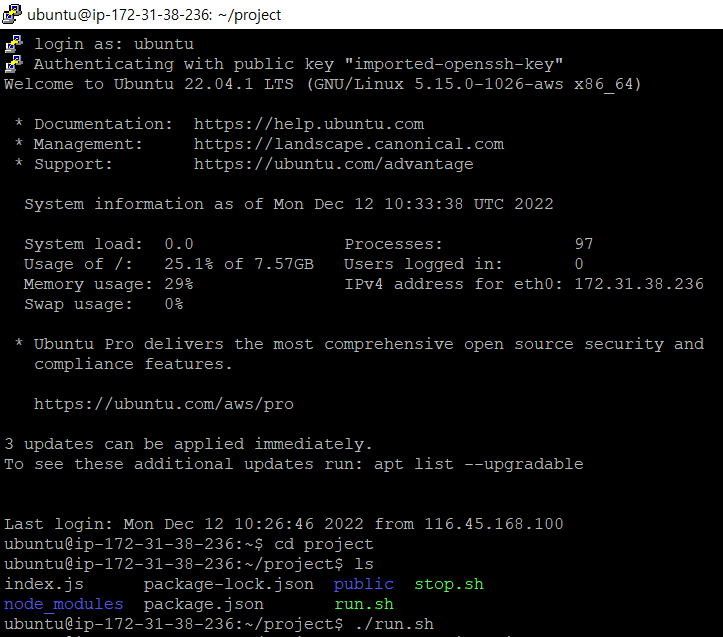 ubuntu@ip-172-31-38-236: ~/project
login as: ubuntu
Authenticating with public key "imported-openssh-key"
Welcome to Ubuntu 22.04.1 LTS (GNU/Linux 5.15.0-1026-aws x86_64)
* Documentation:  https://help.ubuntu.com
* Management:     https://landscape.canonical.com
* Support:        https://ubuntu.com/advantage
System information as of Mon Dec 12 10:33:38 UTC 2022
System load:  0.0               Processes:             97
Usage of /:   25.1% of 7.57GB   Users logged in:       0
Memory usage: 29%               IPv4 address for eth0: 172.31.38.236
Swap usage:   0%
* Ubuntu Pro delivers the most comprehensive open source security and
compliance features.
https://ubuntu.com/aws/pro
3 updates can be applied immediately.
To see these additional updates run: apt list --upgradable
Last login: Mon Dec 12 10:26:46 2022 from 116.45.168.100
ubuntu@ip-172-31-38-236:~$ cd project
ubuntu@ip-172-31-38-236:~/project$ ls
index.js      package-lock.json  public  stop.sh
node_modules  package.json       run.sh
ubuntu@ip-172-31-38-236:~/project$ ./run.sh